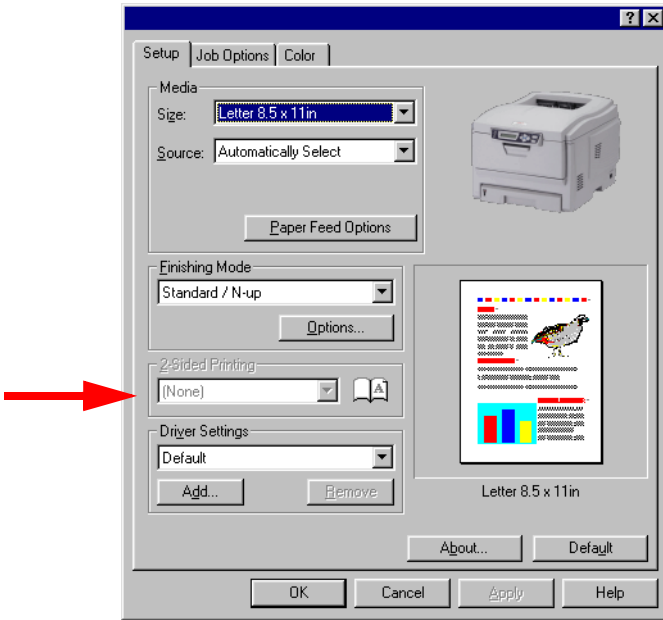 Setup
Job Options
Color
Media
Size:
Letter 8.5 x 11in
Source:
Automatically Select
Paper Feed Options
Finishing Mode
Standard / N-up
Options...
2-Sided Printing
(None)
A
Driver Settings
Default
Add...
Remove
Letter 8.5 x 11in
About...
Default
OK
Cancel
Apply
Help